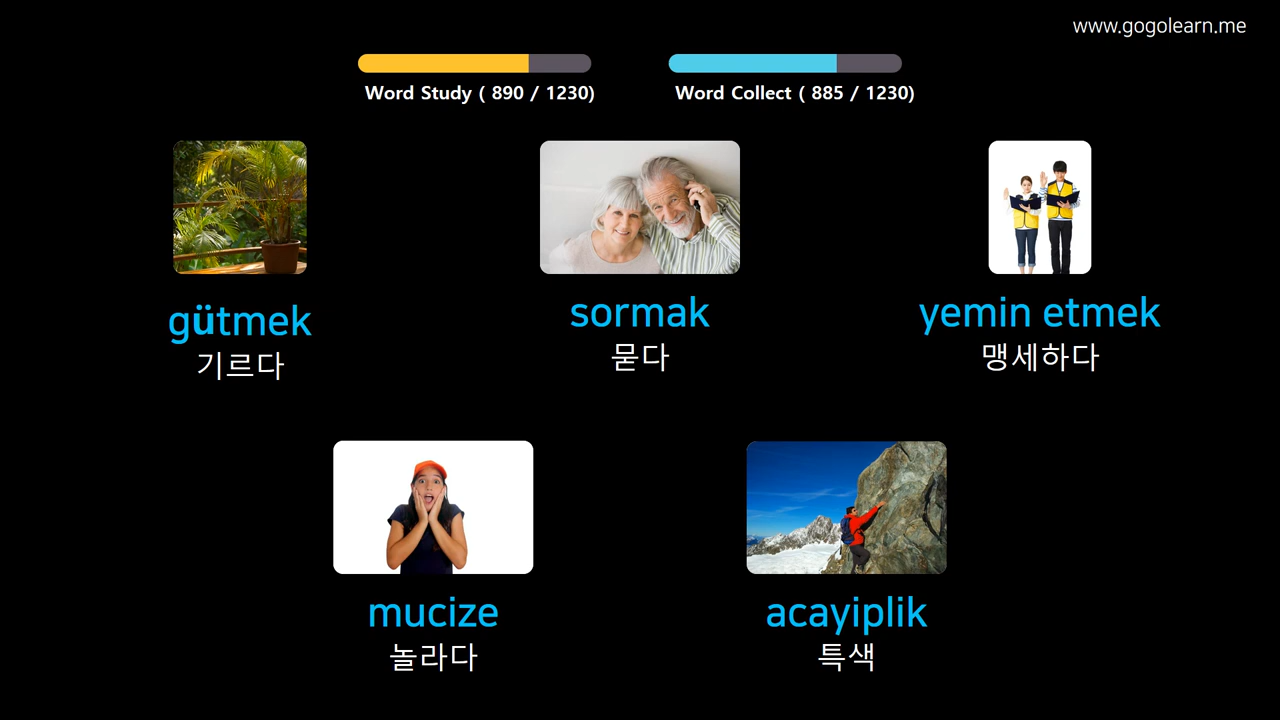 www.gogolearn.me
Word Study ( 890 / 1230)
Word Collect ( 885 / 1230)
gütmek
기르다
sormak
묻다
yemin etmek
맹세하다
mucize
놀라다
acayiplik
특색